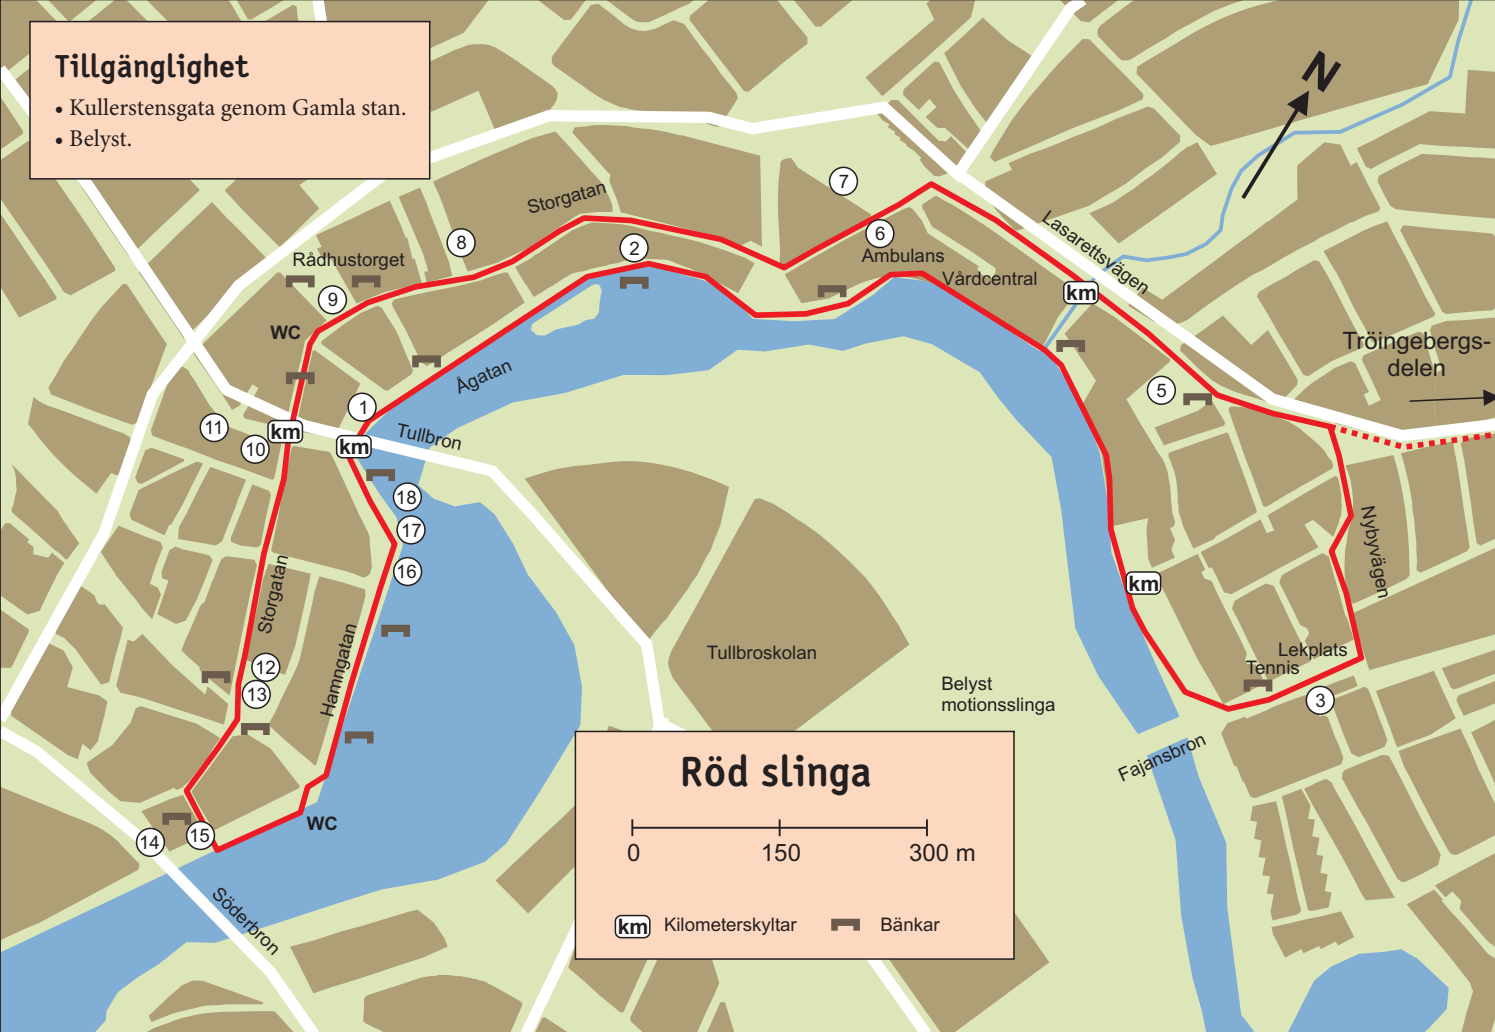 Tillgänglighet
• Kullerstensgata genom Gamla stan.
• Belyst.
N
7
Storgatan
Lasarettsvägen
8
2
6
Ambulans
Rådhustorget
Vårdcentral
9
km
WC
Tröingebergs-
delen
Ågatan
5
1
11
km
10
km
Tullbron
18
17
Nybyvägen
16
km
Storgatan
Hamngatan
12
13
Tullbroskolan
Lekplats
Tennis
3
Belyst
motionsslinga
Fajansbron
Röd slinga
WC
14
15
0 150 300 m
Söderbron
km Kilometerskyltar Bänkar